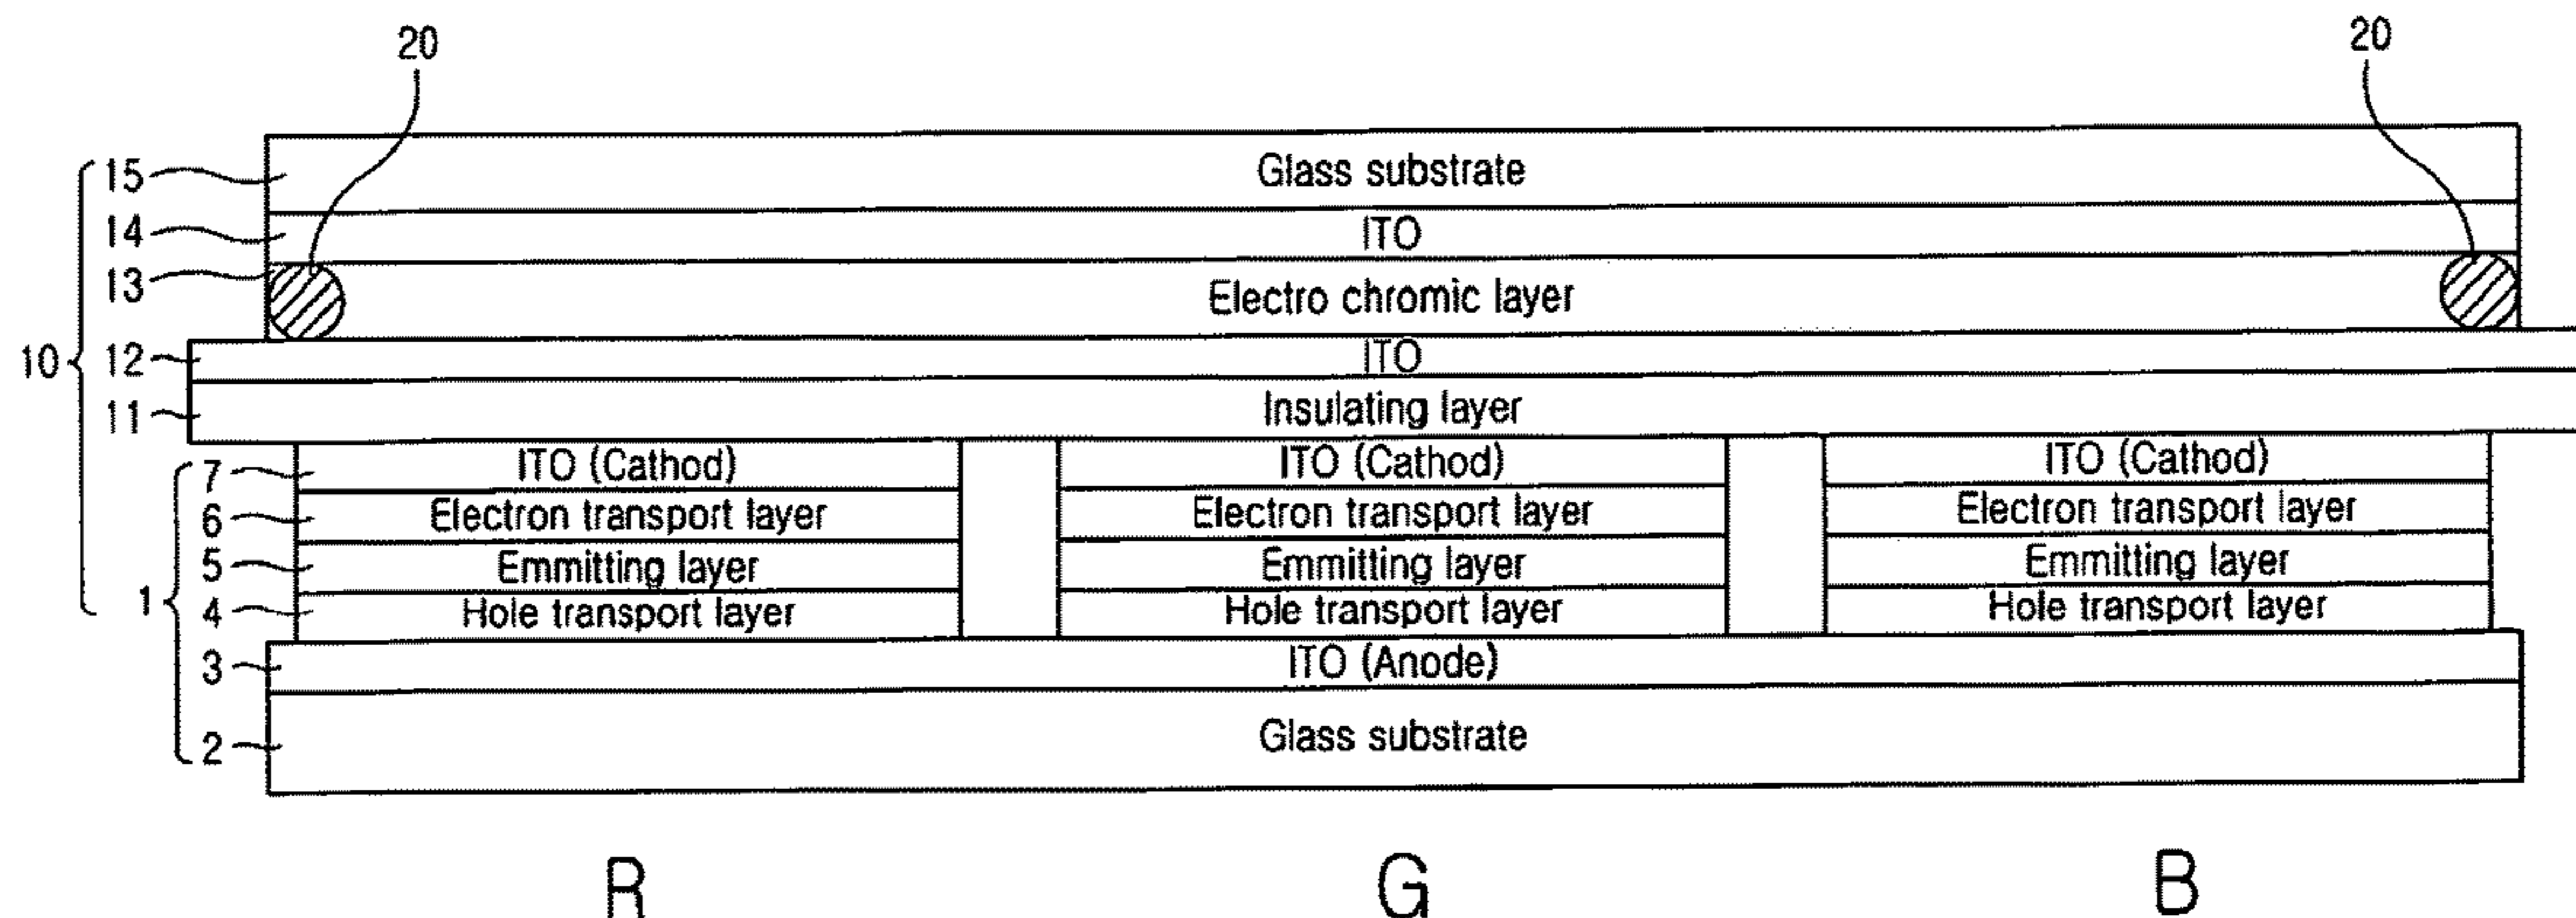 20 20
15 Glass substrate
14 ITO
13 Electro chromic layer
10 12 ITO
11 Insulating layer
7 ITO (Cathod) ITO (Cathod) ITO (Cathod)
6 Electron transport layer Electron transport layer Electron transport layer
5 Emmitting layer Emmitting layer Emmitting layer
1 4 Hole transport layer Hole transport layer Hole transport layer
3 ITO (Anode)
2 Glass substrate
R G B